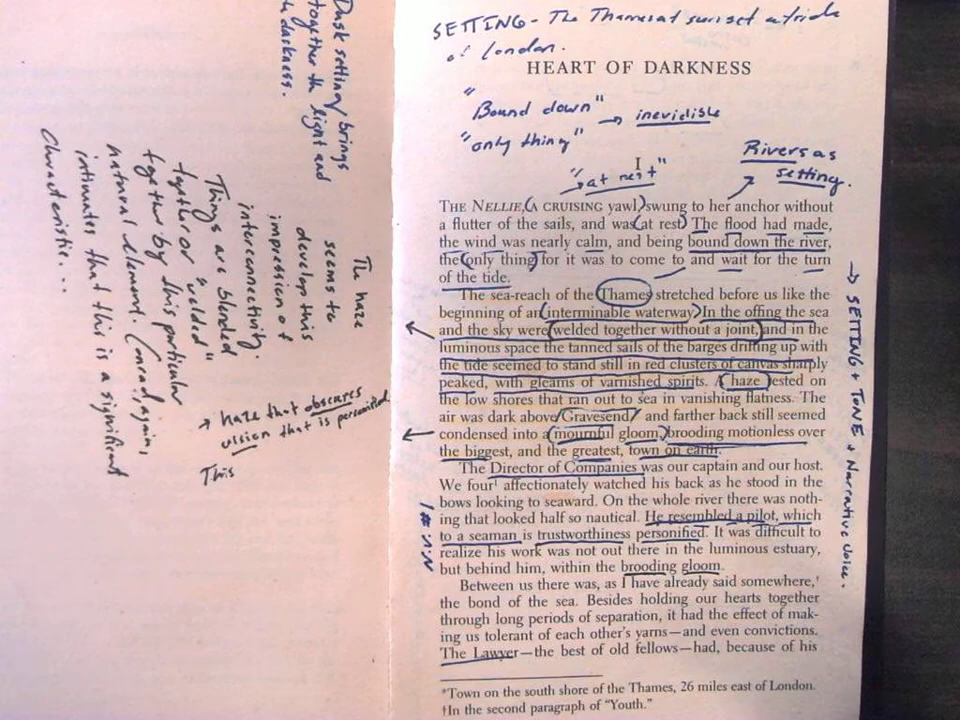 Dusk setting brings
together the light and
darkness.
The haze
seems to
develop this
impression of
interconnectivity.
Things are blended
together or "welded"
together by this particular
natural element. Conrad, again,
intimates that this is a significant
characteristic...
haze that obscures
vision that is personified
This
SETTING - The Thames at sunset outside
of London.
HEART OF DARKNESS
"Bound down"
→ inevidible
"only thing"
Rivers as
setting.
I
"at rest"
THE NELLIE, A CRUISING yawl, swung to her anchor without
a flutter of the sails, and was at rest. The flood had made,
the wind was nearly calm, and being bound down the river,
the only thing for it was to come to and wait for the turn
of the tide.
The sea-reach of the Thames stretched before us like the
beginning of an interminable waterway. In the offing the sea
and the sky were welded together without a joint, and in the
luminous space the tanned sails of the barges drifting up with
the tide seemed to stand still in red clusters of canvas sharply
peaked, with gleams of varnished spirits. A haze rested on
the low shores that ran out to sea in vanishing flatness. The
air was dark above Gravesend, and farther back still seemed
condensed into a mournful gloom, brooding motionless over
the biggest, and the greatest, town on earth.
The Director of Companies was our captain and our host.
We four affectionately watched his back as he stood in the
bows looking to seaward. On the whole river there was noth-
ing that looked half so nautical. He resembled a pilot, which
to a seaman is trustworthiness personified. It was difficult to
realize his work was not out there in the luminous estuary,
but behind him, within the brooding gloom.
Between us there was, as I have already said somewhere,†
the bond of the sea. Besides holding our hearts together
through long periods of separation, it had the effect of mak-
ing us tolerant of each other's yarns—and even convictions.
The Lawyer—the best of old fellows—had, because of his
*Town on the south shore of the Thames, 26 miles east of London.
†In the second paragraph of "Youth."
→ SETTING + TONE + Narrative Voice.